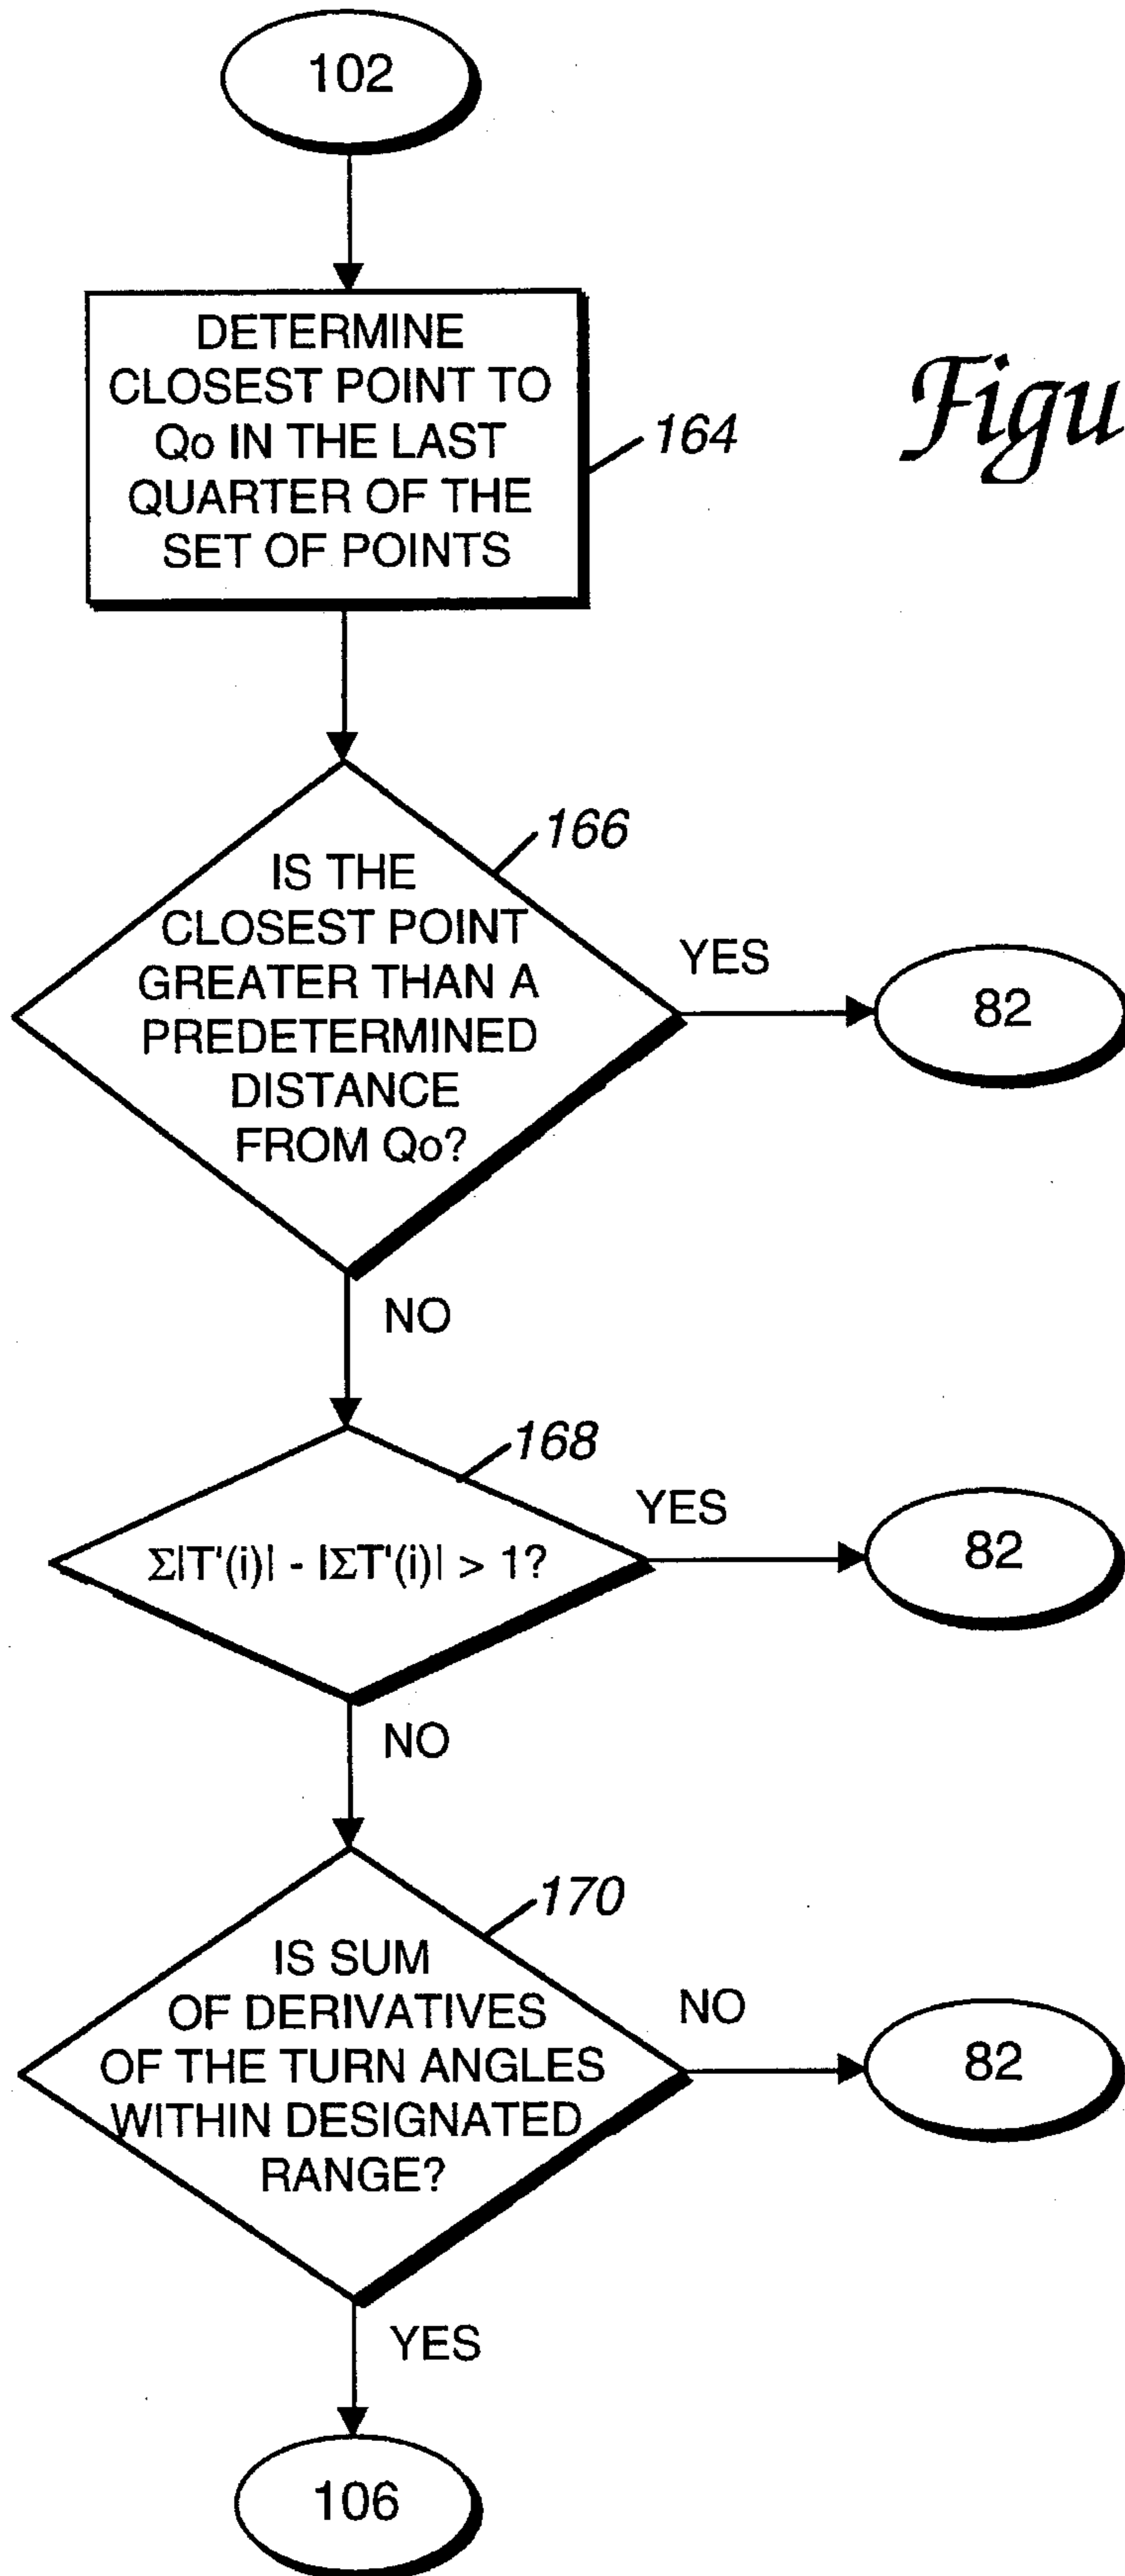 102
DETERMINE
CLOSEST POINT TO
Qo IN THE LAST
QUARTER OF THE
SET OF POINTS
164
Figu
166
IS THE
CLOSEST POINT
GREATER THAN A
PREDETERMINED
DISTANCE
FROM Qo?
YES
82
NO
168
Σ|T'(i)| - |ΣT'(i)| > 1?
YES
82
NO
170
IS SUM
OF DERIVATIVES
OF THE TURN ANGLES
WITHIN DESIGNATED
RANGE?
NO
82
YES
106